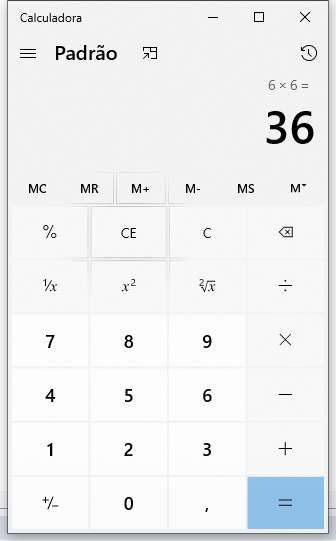 Calculadora
Padrão
6 × 6 =
36
MC MR M+ M- MS M˅
% CE C
¹/x x² ²√x ÷
7 8 9 ×
4 5 6 −
1 2 3 +
+/− 0 , =